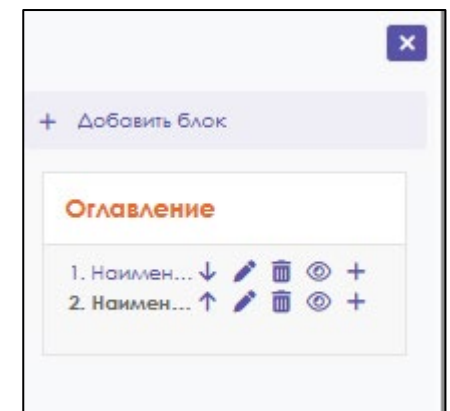 + Добавить блок
Оглавление
1. Наимен...
2. Наимен...